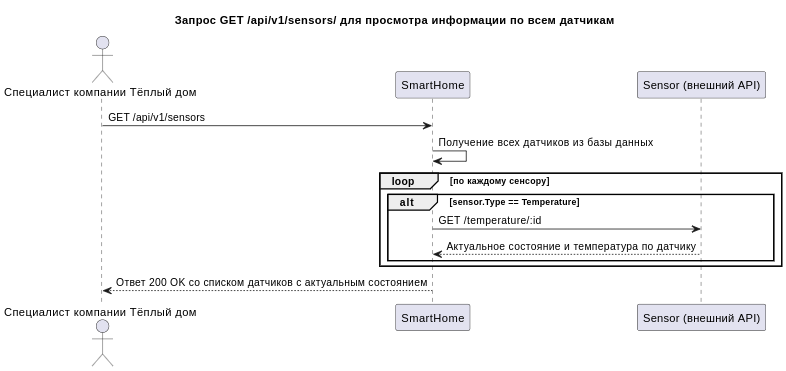 Запрос GET /api/v1/sensors/ для просмотра информации по всем датчикам
Специалист компании Тёплый дом
SmartHome
Sensor (внешний API)
GET /api/v1/sensors
Получение всех датчиков из базы данных
loop
[по каждому сенсору]
alt
[sensor.Type == Temperature]
GET /temperature/:id
Актуальное состояние и температура по датчику
Ответ 200 OK со списком датчиков с актуальным состоянием
Специалист компании Тёплый дом
SmartHome
Sensor (внешний API)